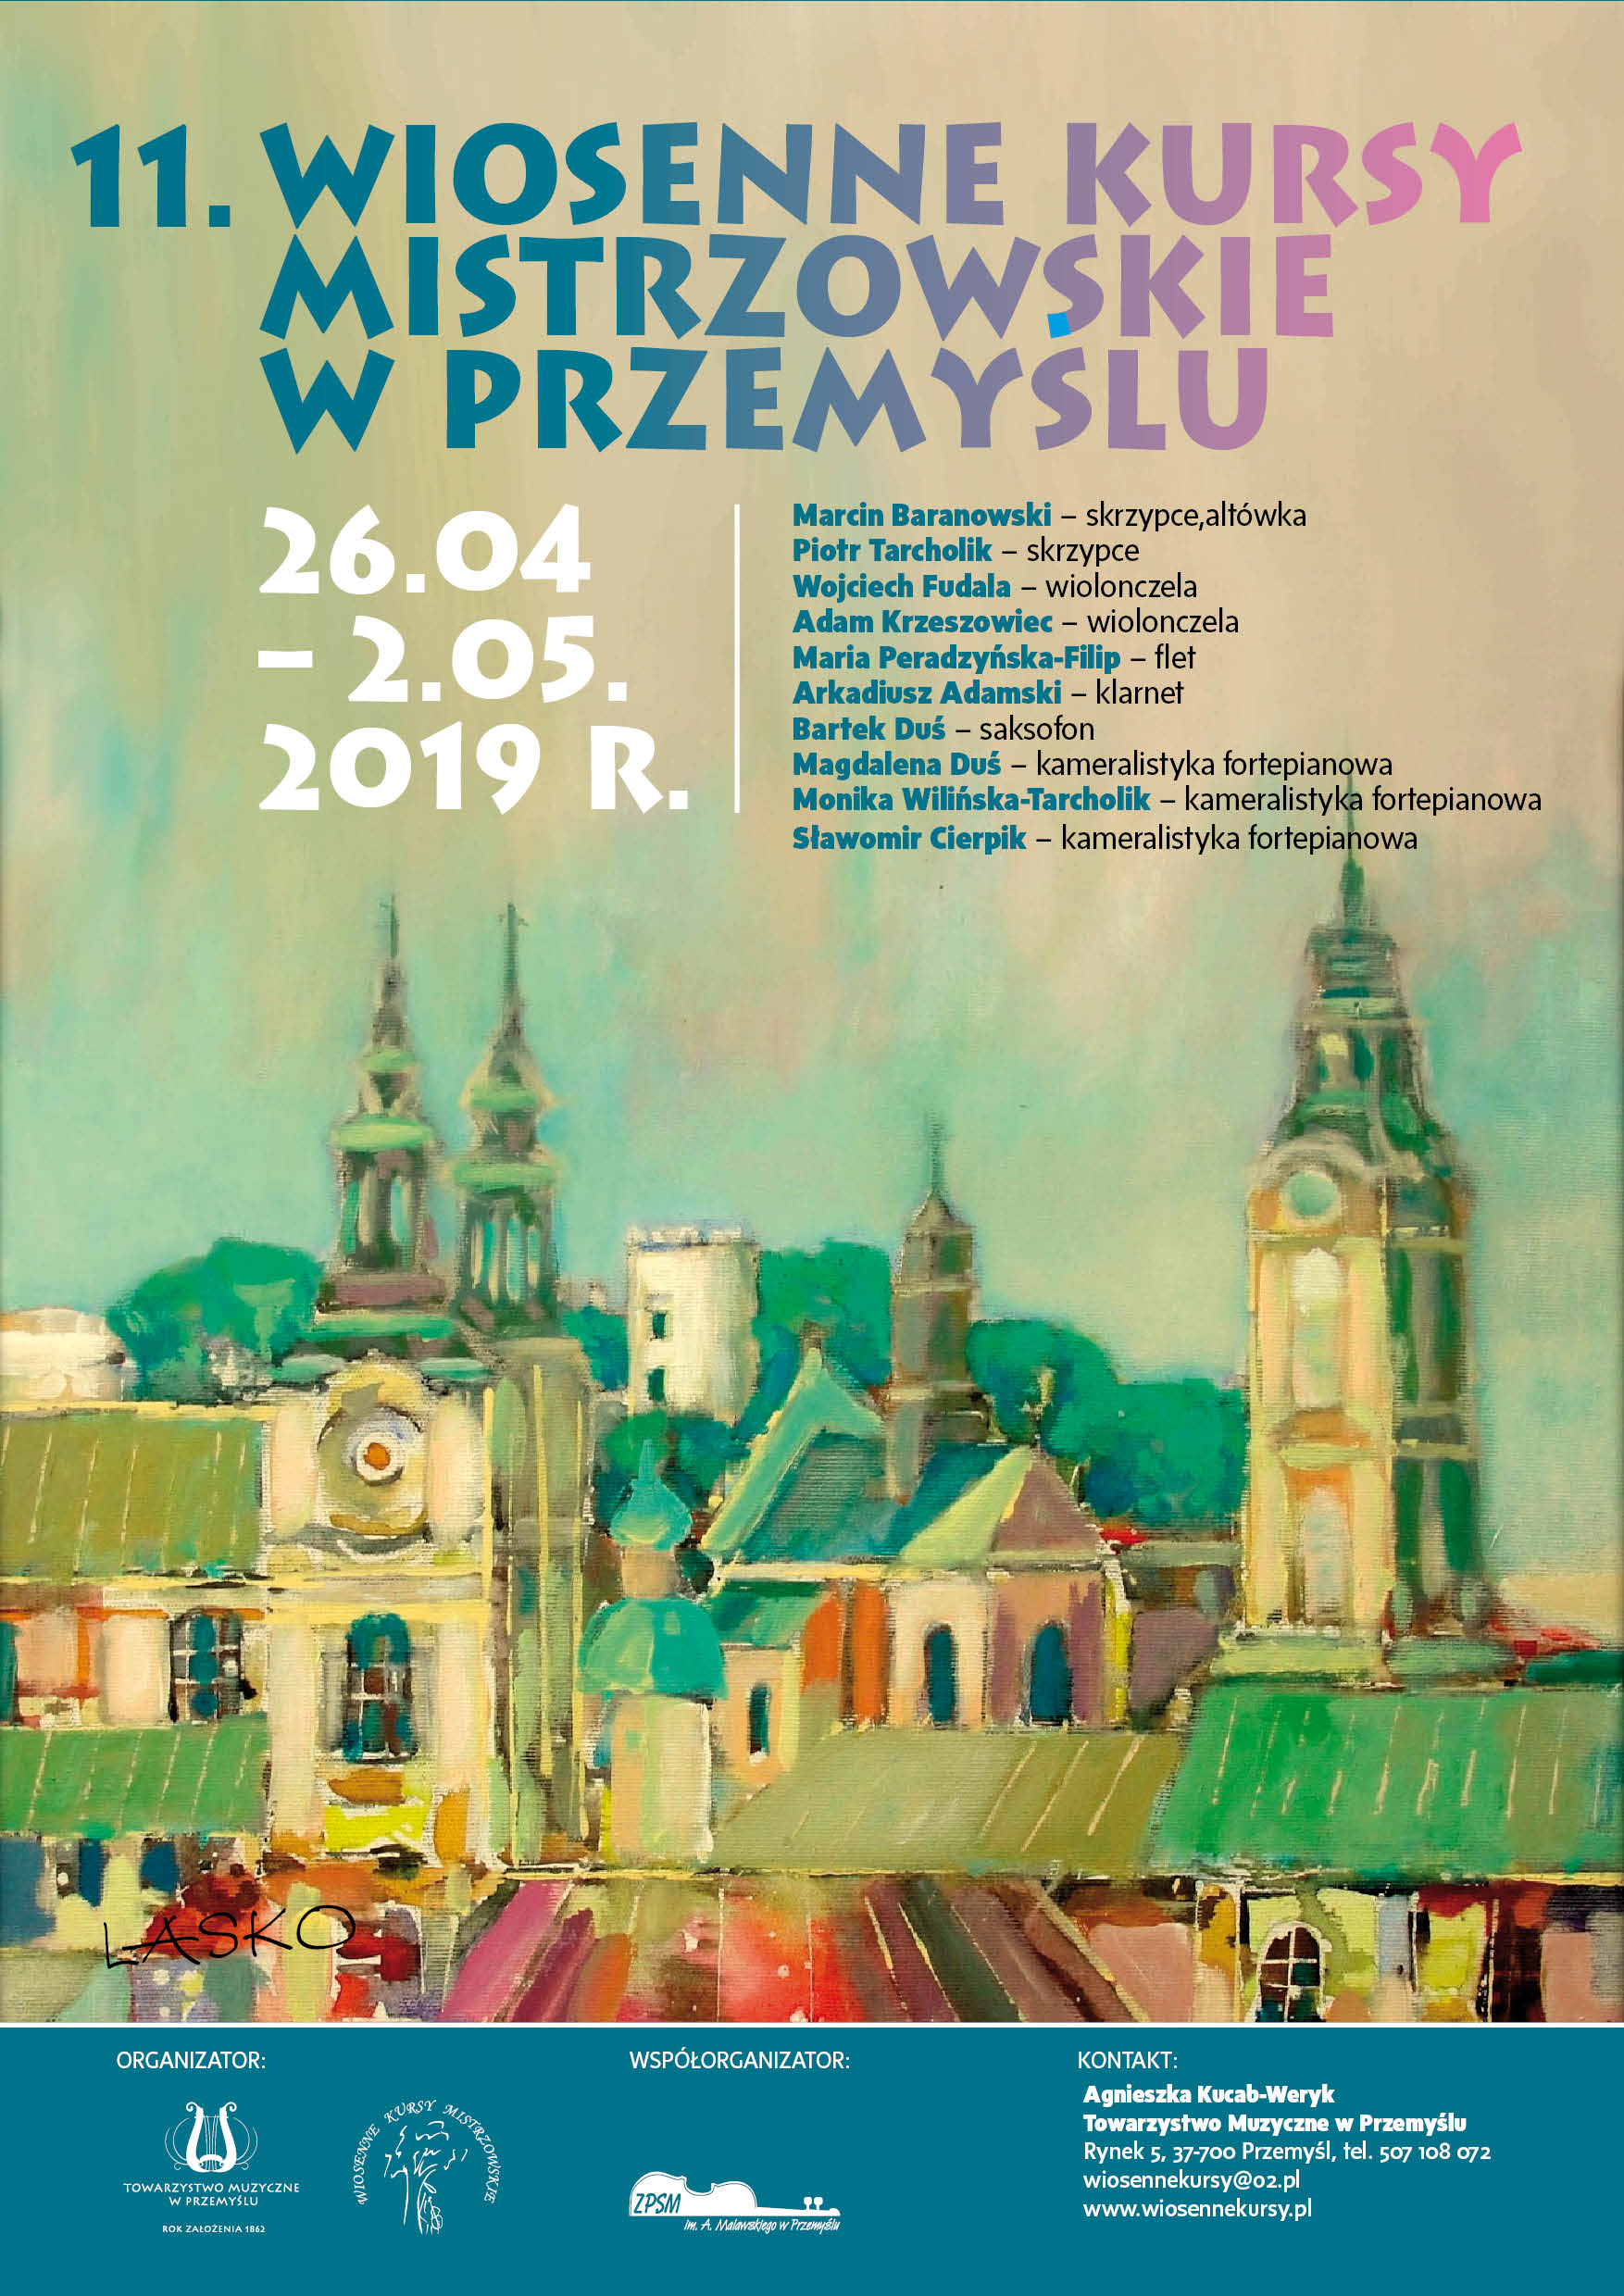 11. WIOSENNE KURSY
MISTRZOWSKIE
W PRZEMYŚLU
26.04
– 2.05.
2019 R.
Marcin Baranowski – skrzypce,altówka
Piotr Tarcholik – skrzypce
Wojciech Fudala – wiolonczela
Adam Krzeszowiec – wiolonczela
Maria Peradzyńska-Filip – flet
Arkadiusz Adamski – klarnet
Bartek Duś – saksofon
Magdalena Duś – kameralistyka fortepianowa
Monika Wilińska-Tarcholik – kameralistyka fortepianowa
Sławomir Cierpik – kameralistyka fortepianowa
LASKO
ORGANIZATOR:
TOWARZYSTWO MUZYCZNE
W PRZEMYŚLU
ROK ZAŁOŻENIA 1862
WIOSENNE KURSY MISTRZOWSKIE
WSPÓŁORGANIZATOR:
ZPSM
im. A. Malawskiego w Przemyślu
KONTAKT:
Agnieszka Kucab-Weryk
Towarzystwo Muzyczne w Przemyślu
Rynek 5, 37-700 Przemyśl, tel. 507 108 072
wiosennekursy@o2.pl
www.wiosennekursy.pl